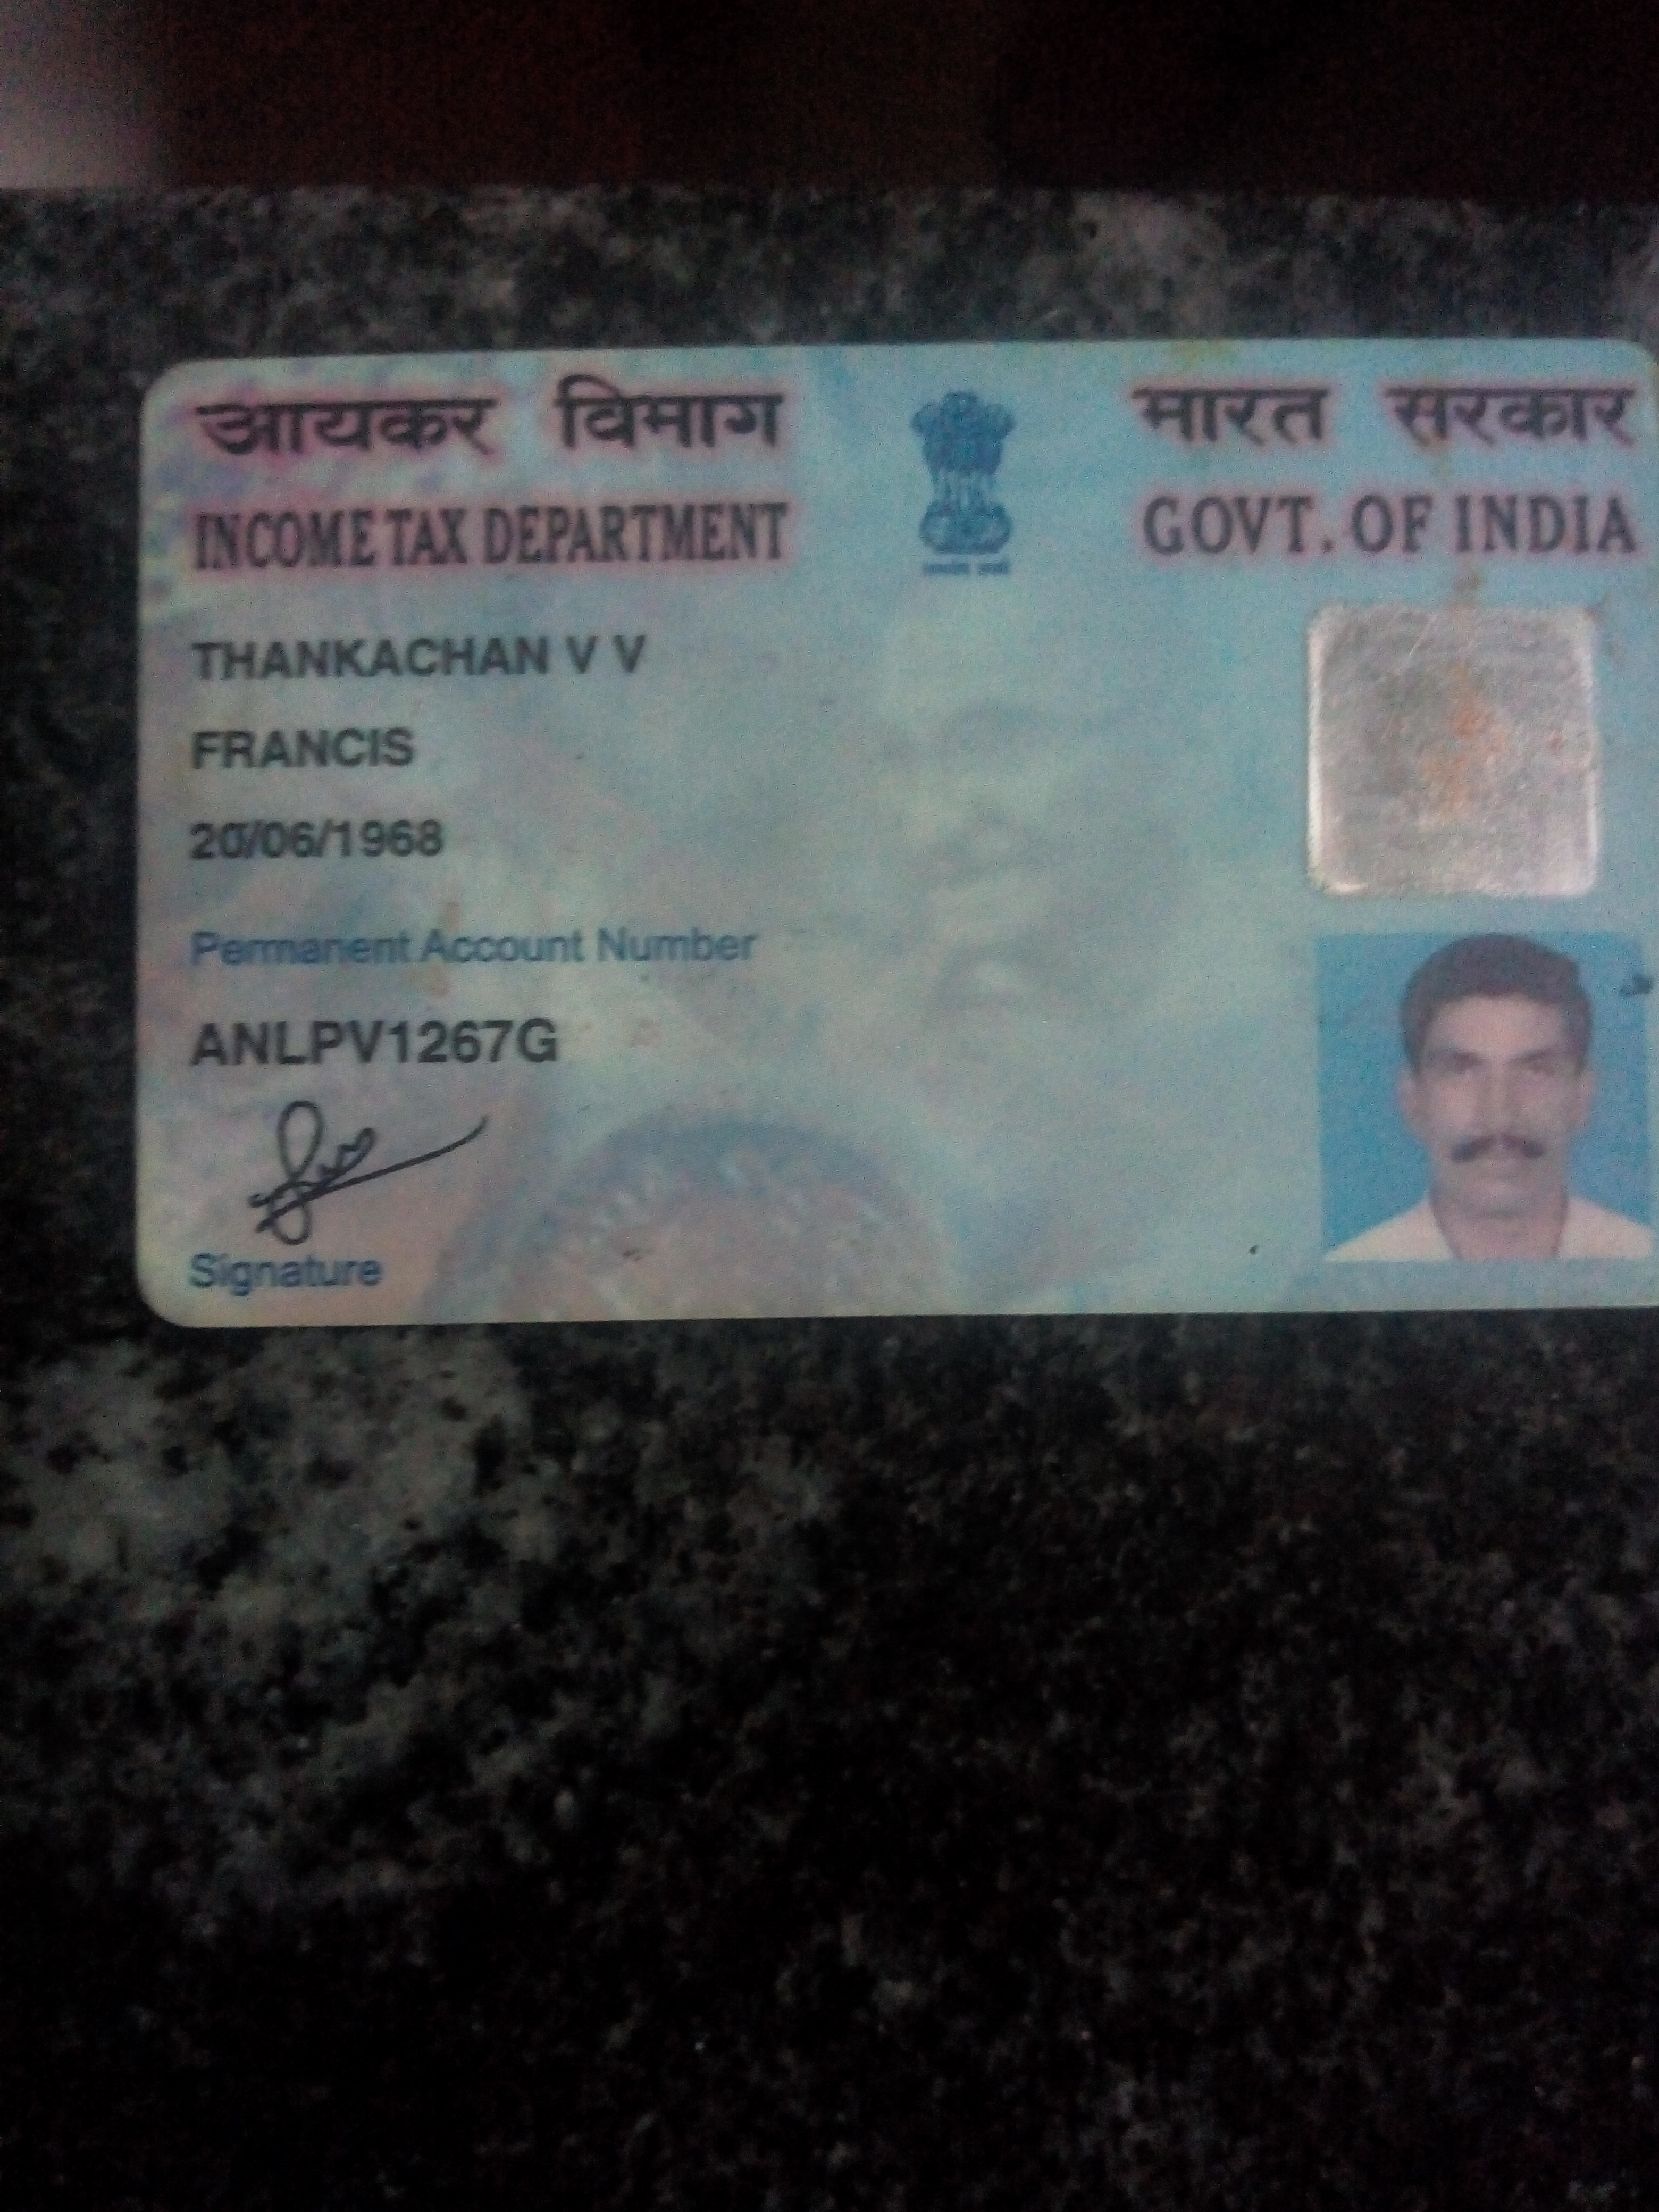 आयकर विभाग
INCOME TAX DEPARTMENT
भारत सरकार
GOVT. OF INDIA
THANKACHAN V V
FRANCIS
20/06/1968
Permanent Account Number
ANLPV1267G
Signature